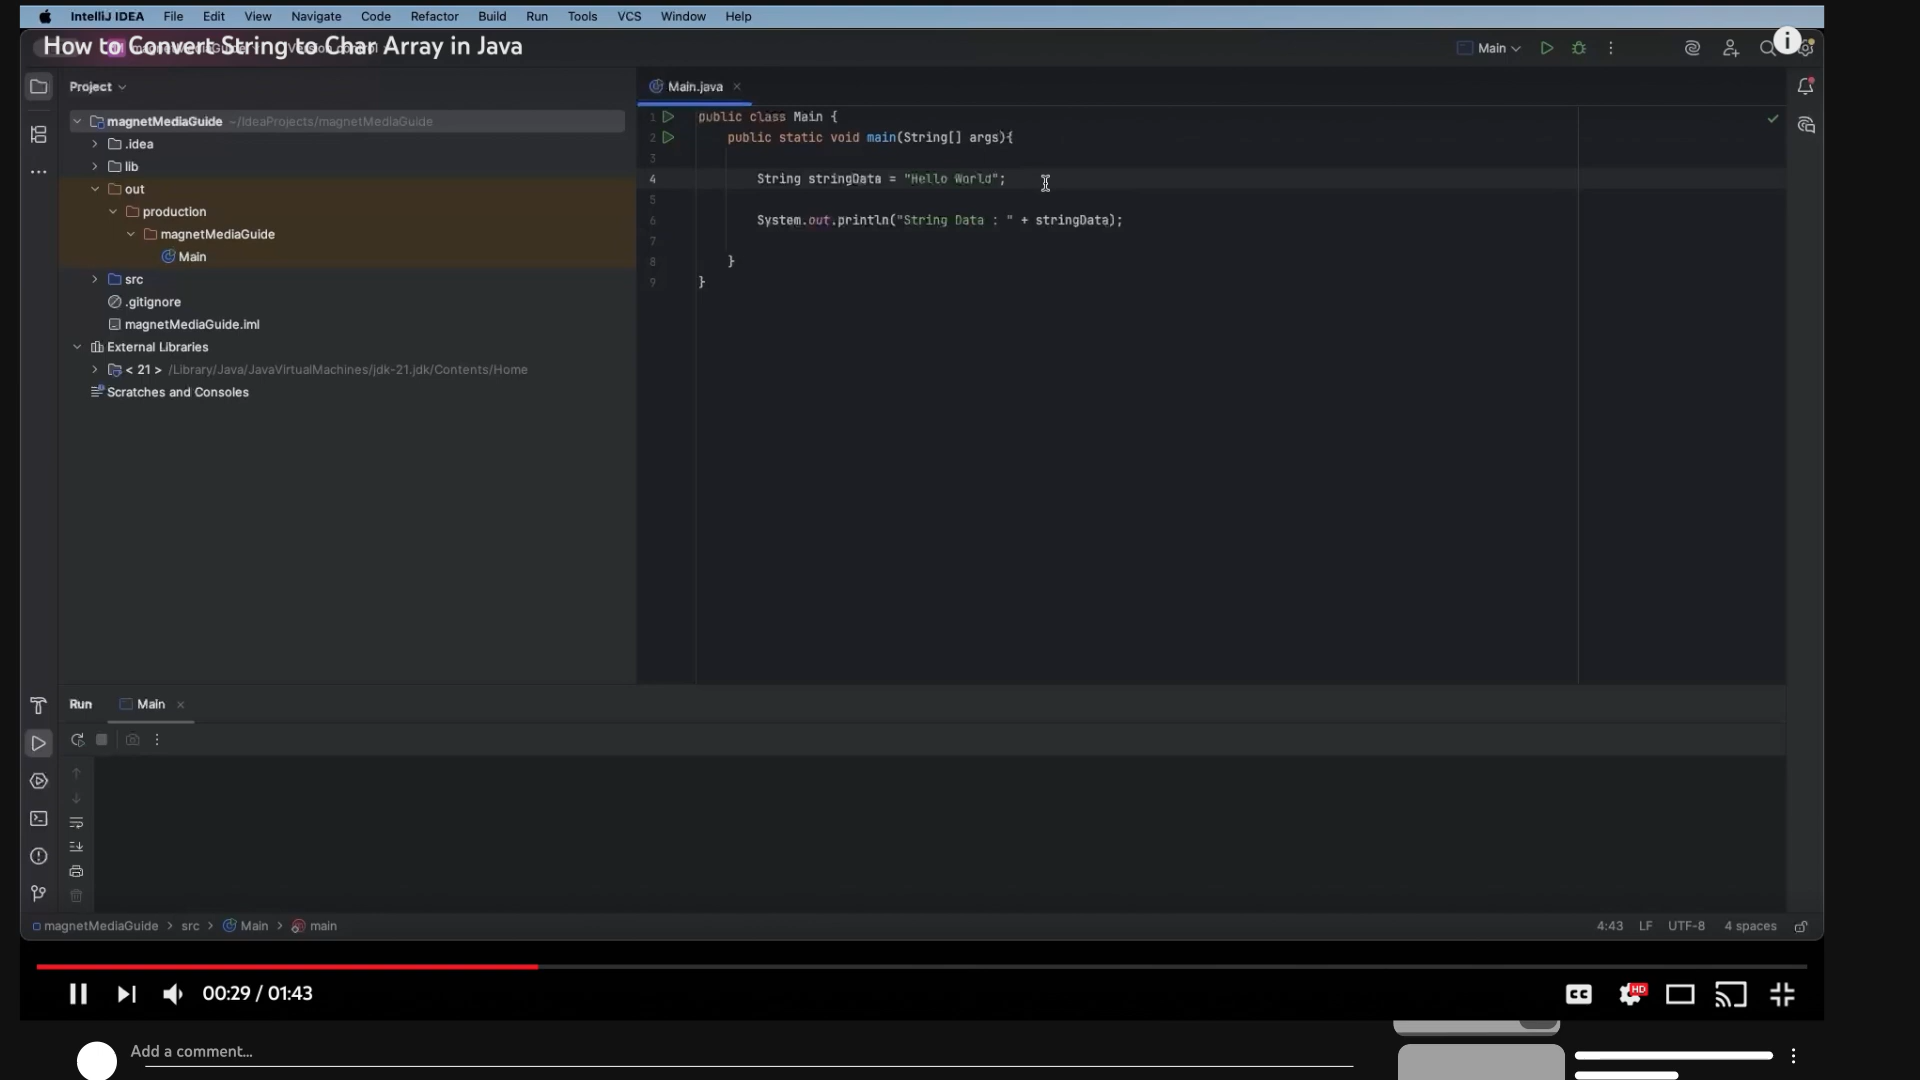 IntelliJ IDEA File Edit View Navigate Code Refactor Build Run Tools VCS Window Help
How to Convert String to Char Array in Java
Main
Project
Main.java
magnetMediaGuide ~/IdeaProjects/magnetMediaGuide
.idea
lib
out
production
magnetMediaGuide
Main
src
.gitignore
magnetMediaGuide.iml
External Libraries
< 21 > /Library/Java/JavaVirtualMachines/jdk-21.jdk/Contents/Home
Scratches and Consoles
1 public class Main {
2 public static void main(String[] args){
3
4 String stringData = "Hello World";
5
6 System.out.println("String Data : " + stringData);
7
8 }
9 }
Run Main
magnetMediaGuide > src > Main > main
4:43 LF UTF-8 4 spaces
00:29 / 01:43
CC HD
Add a comment...